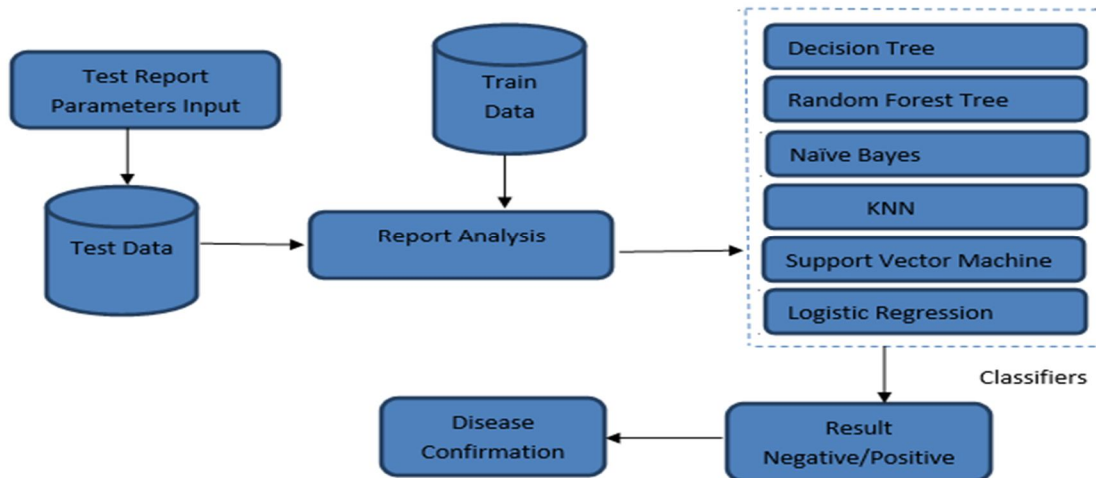 Test Report
Parameters Input
Train
Data
Test Data
Report Analysis
Decision Tree
Random Forest Tree
Naïve Bayes
KNN
Support Vector Machine
Logistic Regression
Classifiers
Result
Negative/Positive
Disease
Confirmation